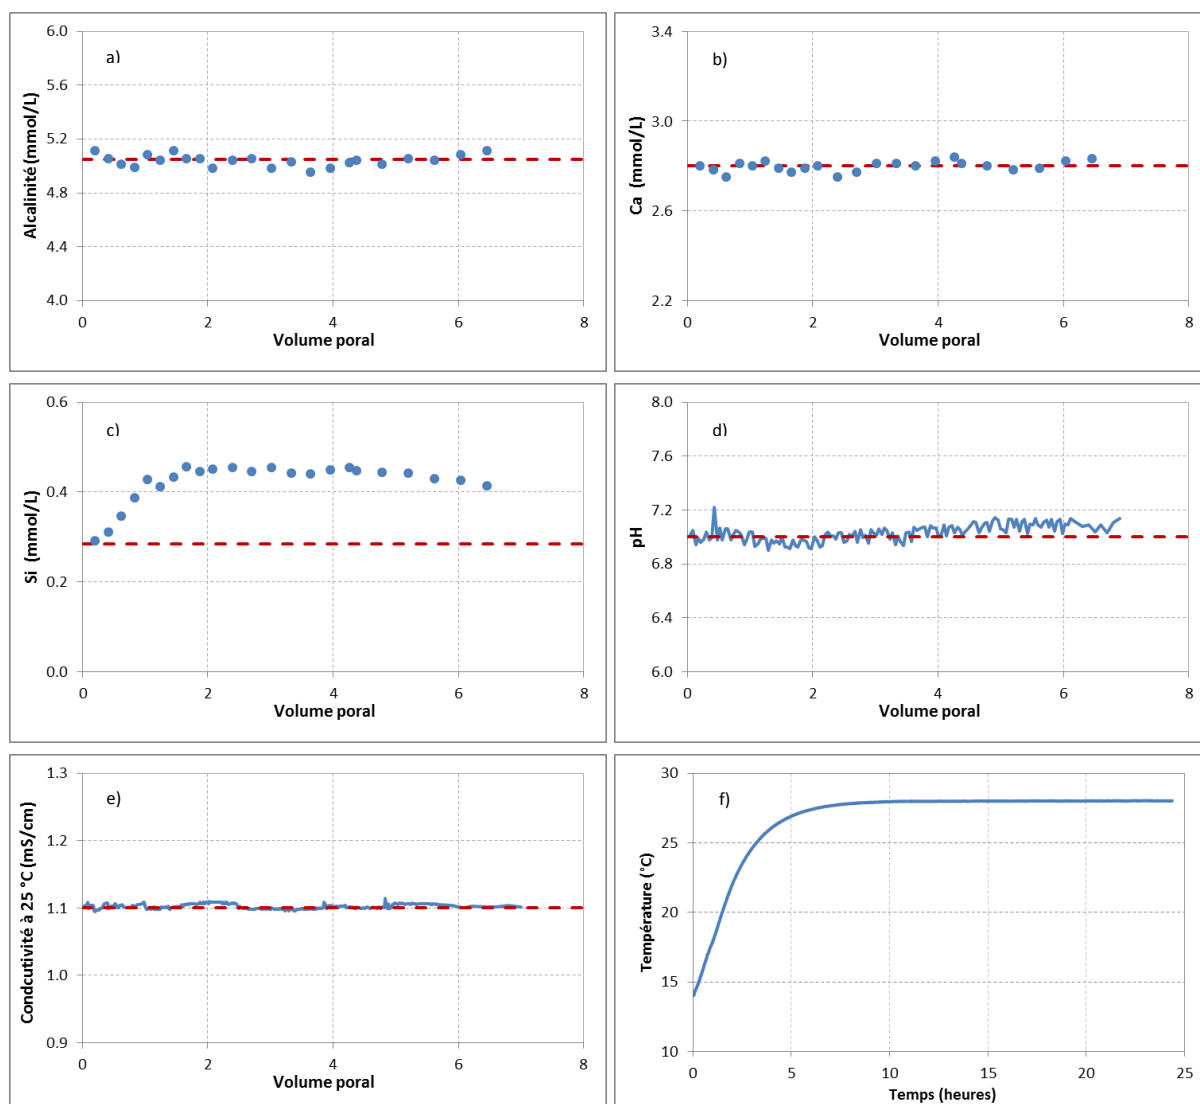 a)
Alcalinité (mmol/L)
6.0
5.6
5.2
4.8
4.4
4.0
0 2 4 6 8
Volume poral
b)
Ca (mmol/L)
3.4
3.0
2.6
2.2
0 2 4 6 8
Volume poral
c)
Si (mmol/L)
0.6
0.4
0.2
0.0
0 2 4 6 8
Volume poral
d)
pH
8.0
7.6
7.2
6.8
6.4
6.0
0 2 4 6 8
Volume poral
e)
Condcutivité à 25 °C (mS/cm)
1.3
1.2
1.1
1.0
0.9
0 2 4 6 8
Volume poral
f)
Température (°C)
30
25
20
15
10
0 5 10 15 20 25
Temps (heures)